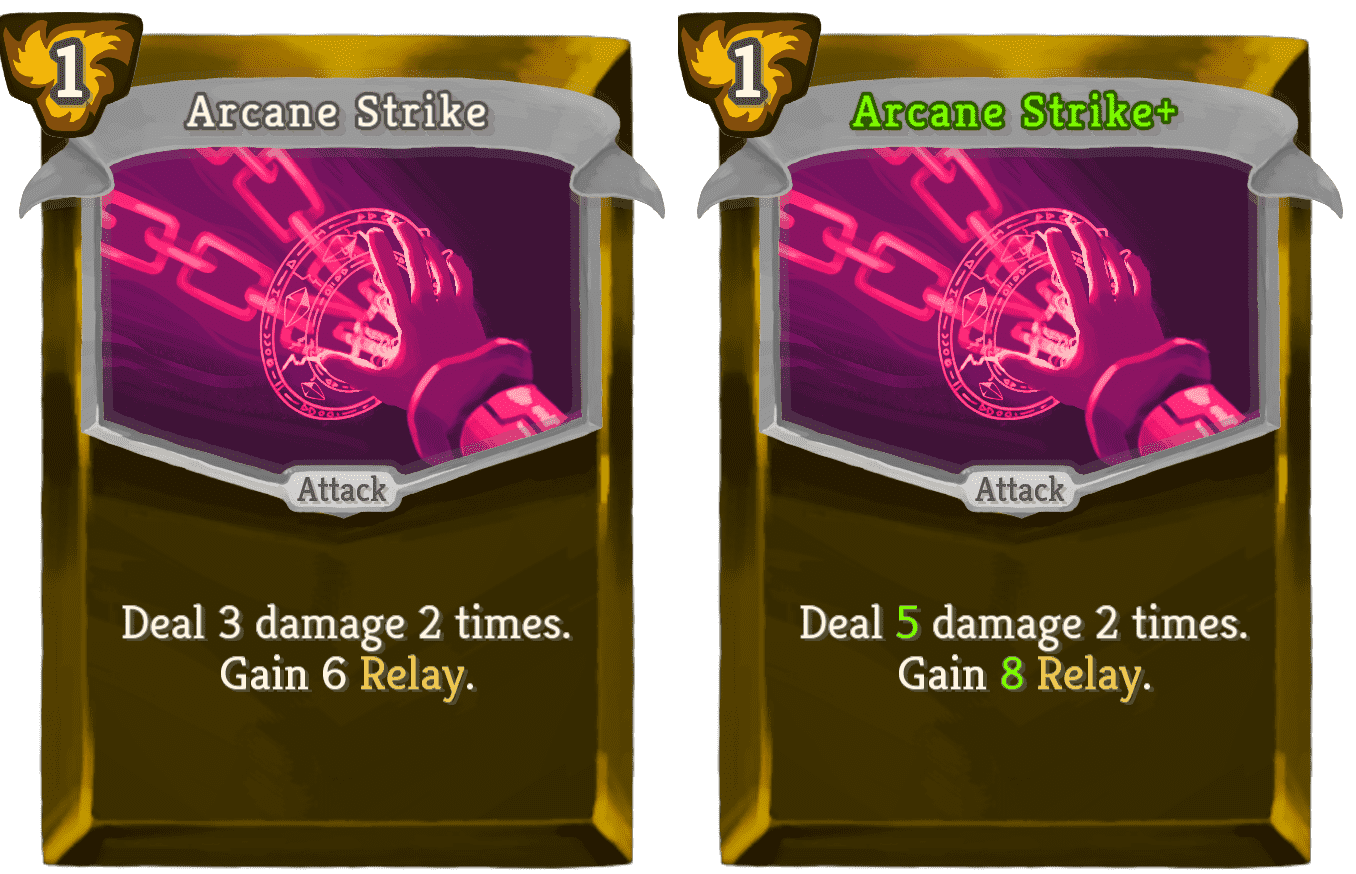 1
Arcane Strike
Attack
Deal 3 damage 2 times.
Gain 6 Relay.
1
Arcane Strike+
Attack
Deal 5 damage 2 times.
Gain 8 Relay.